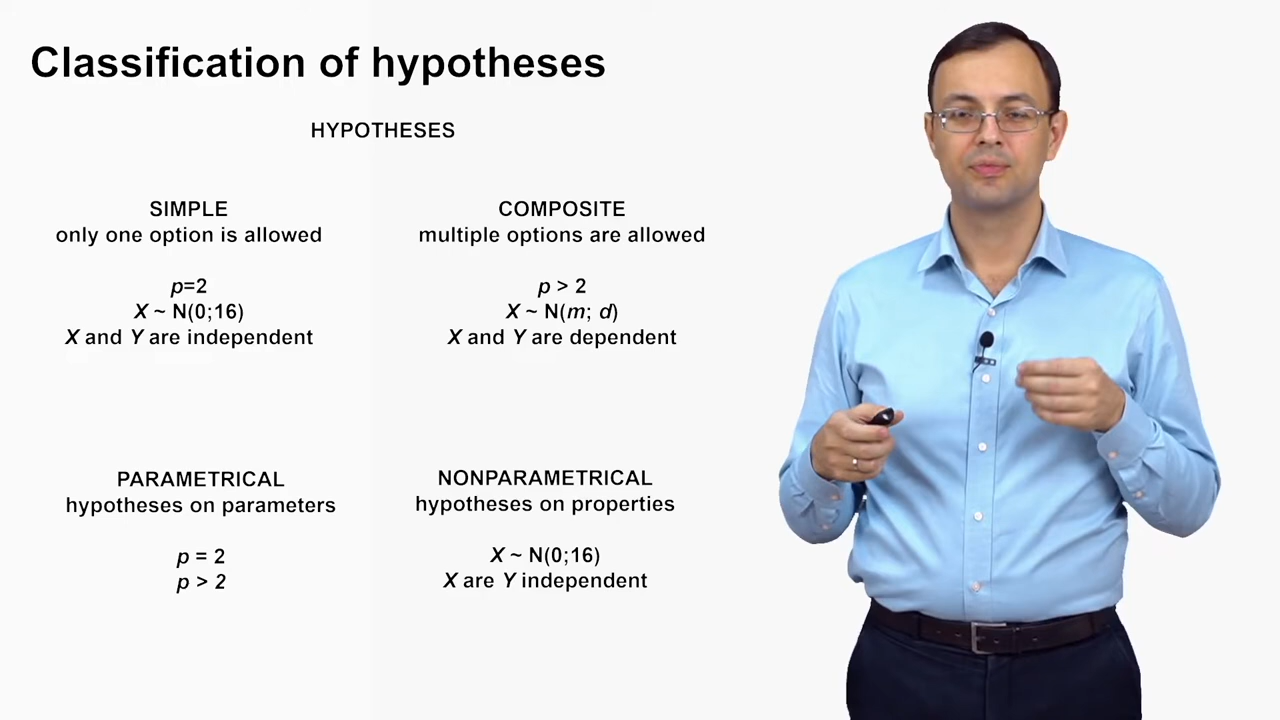 Classification of hypotheses
HYPOTHESES
SIMPLE
only one option is allowed
p=2
X ~ N(0;16)
X and Y are independent
COMPOSITE
multiple options are allowed
p > 2
X ~ N(m; d)
X and Y are dependent
PARAMETRICAL
hypotheses on parameters
p = 2
p > 2
NONPARAMETRICAL
hypotheses on properties
X ~ N(0;16)
X are Y independent